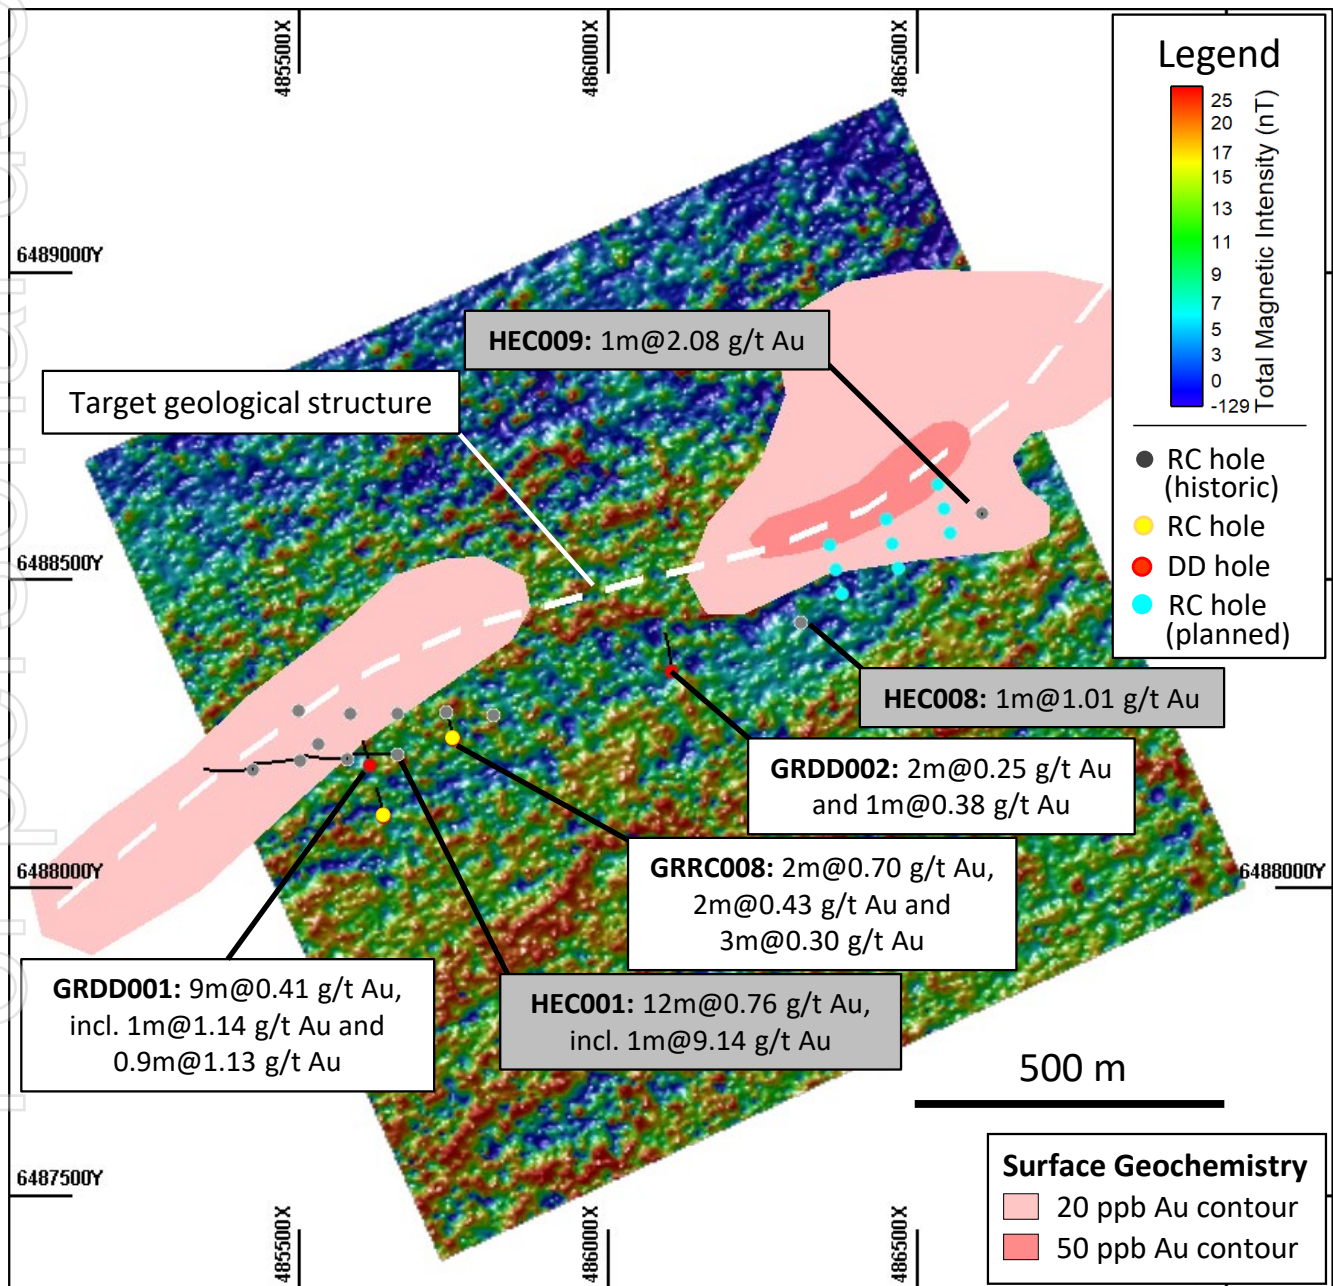 485500X
486000X
486500X
Legend
25
20
17
15
13
11
9
7
5
3
0
-129
Total Magnetic Intensity (nT)
RC hole
(historic)
RC hole
DD hole
RC hole
(planned)
6489000Y
HEC009: 1m@2.08 g/t Au
Target geological structure
6488500Y
HEC008: 1m@1.01 g/t Au
GRDD002: 2m@0.25 g/t Au
and 1m@0.38 g/t Au
6488000Y
6488000Y
GRRC008: 2m@0.70 g/t Au,
2m@0.43 g/t Au and
3m@0.30 g/t Au
GRDD001: 9m@0.41 g/t Au,
incl. 1m@1.14 g/t Au and
0.9m@1.13 g/t Au
HEC001: 12m@0.76 g/t Au,
incl. 1m@9.14 g/t Au
500 m
6487500Y
Surface Geochemistry
20 ppb Au contour
50 ppb Au contour
485500X
486000X
486500X